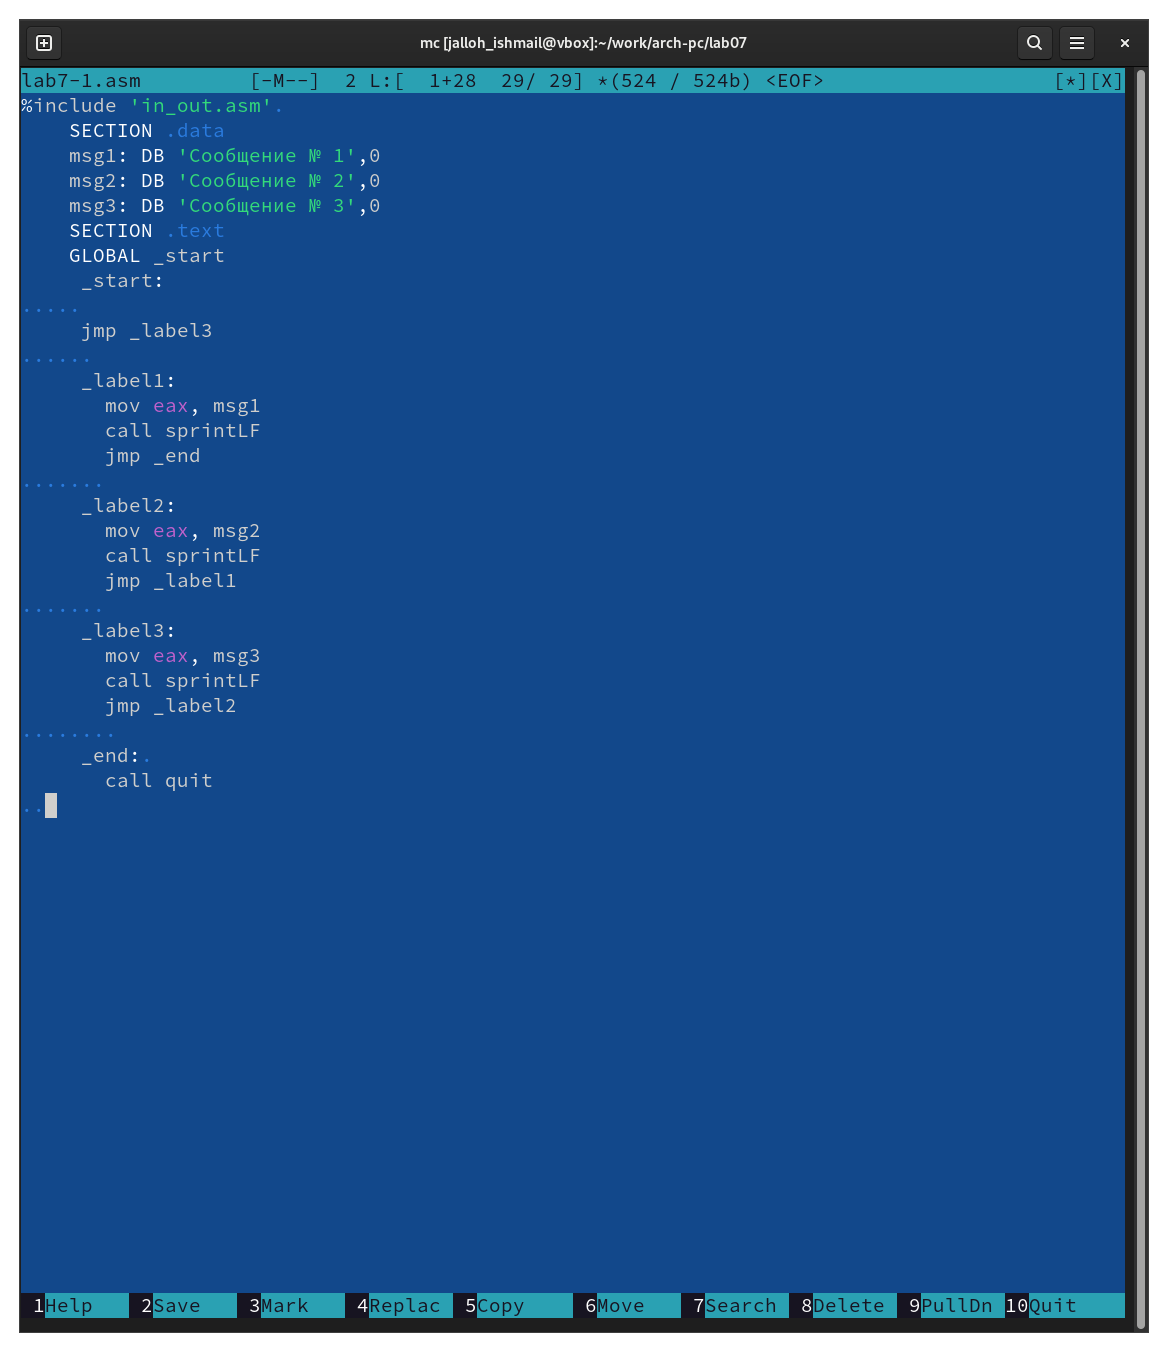 mc [jalloh_ishmail@vbox]:~/work/arch-pc/lab07
lab7-1.asm [-M--] 2 L:[ 1+28 29/ 29] *(524 / 524b) <EOF> [*][X]
%include 'in_out.asm'.
SECTION .data
msg1: DB 'Сообщение № 1',0
msg2: DB 'Сообщение № 2',0
msg3: DB 'Сообщение № 3',0
SECTION .text
GLOBAL _start
_start:
.....
jmp _label3
......
_label1:
mov eax, msg1
call sprintLF
jmp _end
.......
_label2:
mov eax, msg2
call sprintLF
jmp _label1
.......
_label3:
mov eax, msg3
call sprintLF
jmp _label2
........
_end:.
call quit
..
1Help 2Save 3Mark 4Replac 5Copy 6Move 7Search 8Delete 9PullDn 10Quit